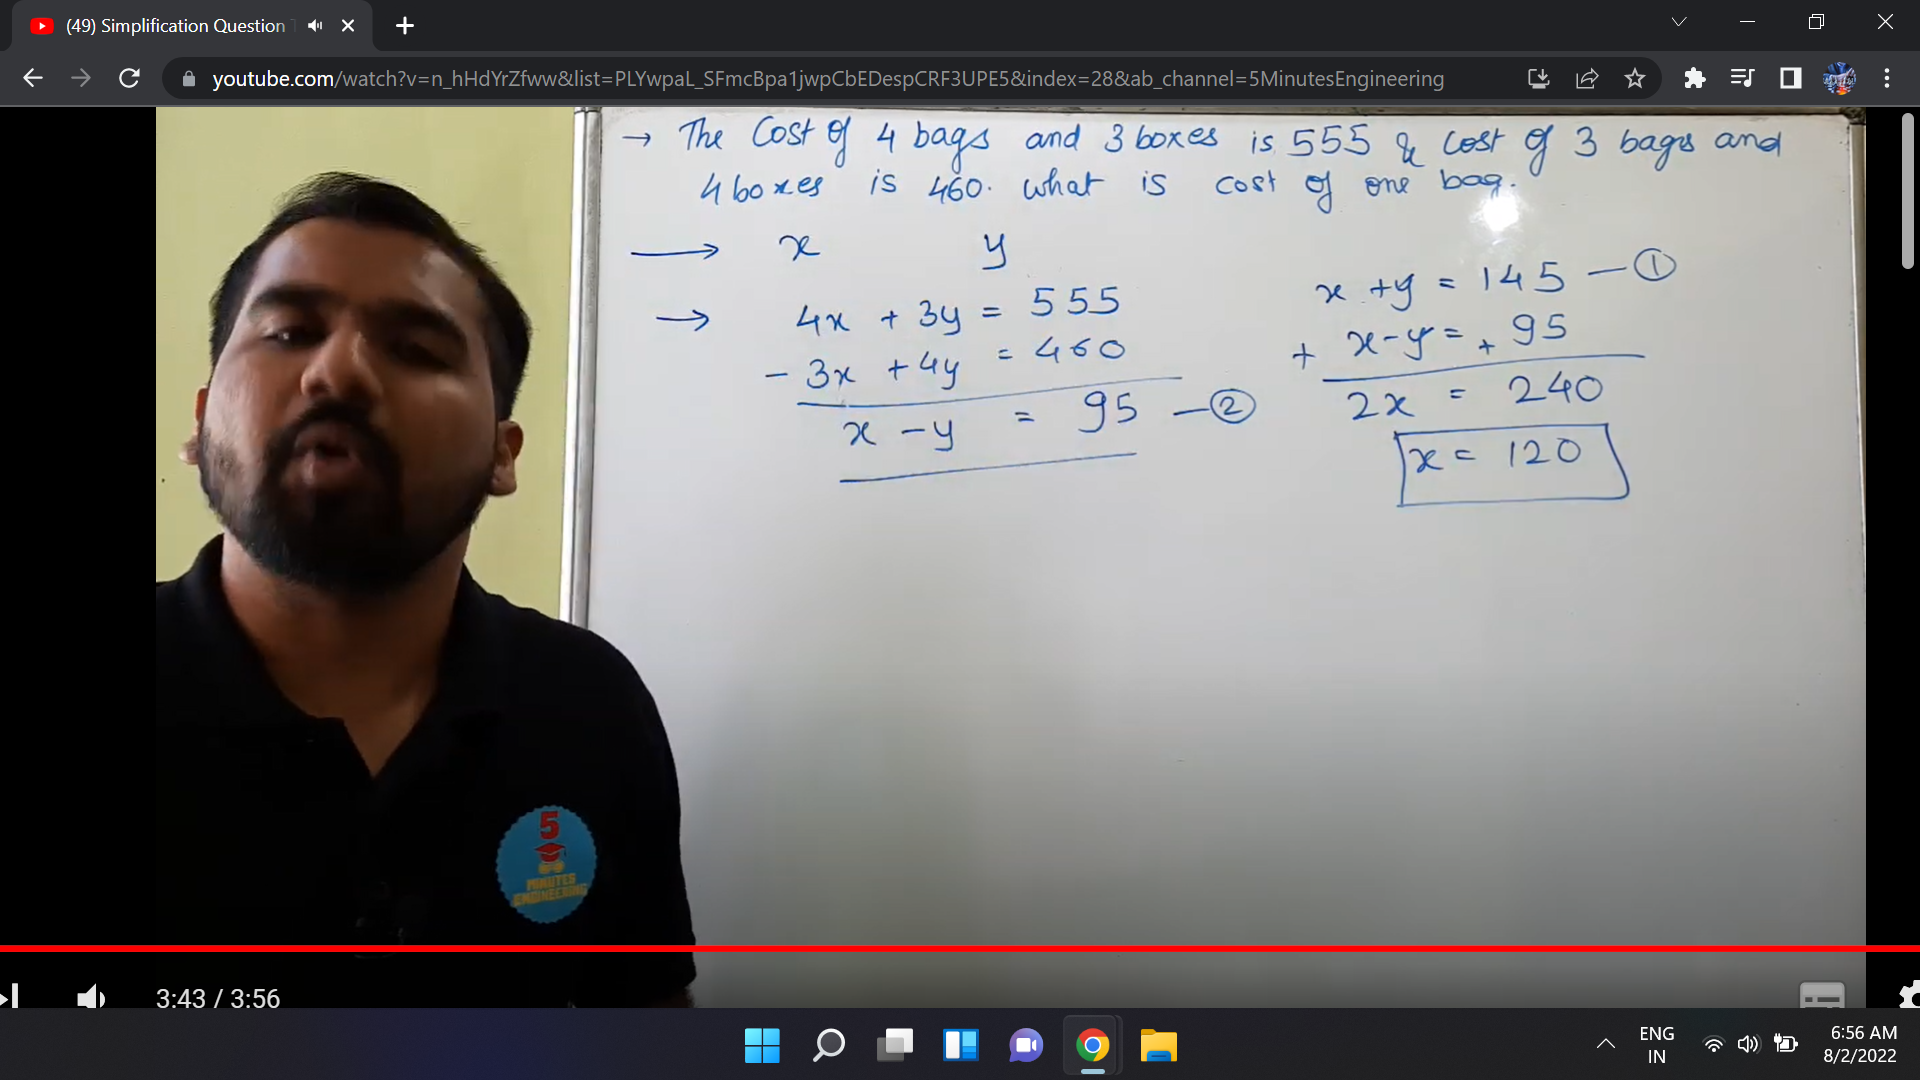 (49) Simplification Question
youtube.com/watch?v=n_hHdYrZfww&list=PLYwpaL_SFmcBpa1jwpCbEDespCRF3UPE5&index=28&ab_channel=5MinutesEngineering
→ The Cost of 4 bags and 3 boxes is 555 & cost of 3 bags and
4 boxes is 460. what is cost of one bag.
→ x y
→ 4x + 3y = 555
- 3x + 4y = 460
x - y = 95 — ②
x + y = 145 — ①
+ x - y = + 95
2x = 240
x = 120
5
MINUTES
ENGINEERING
3:43 / 3:56
ENG
IN
6:56 AM
8/2/2022